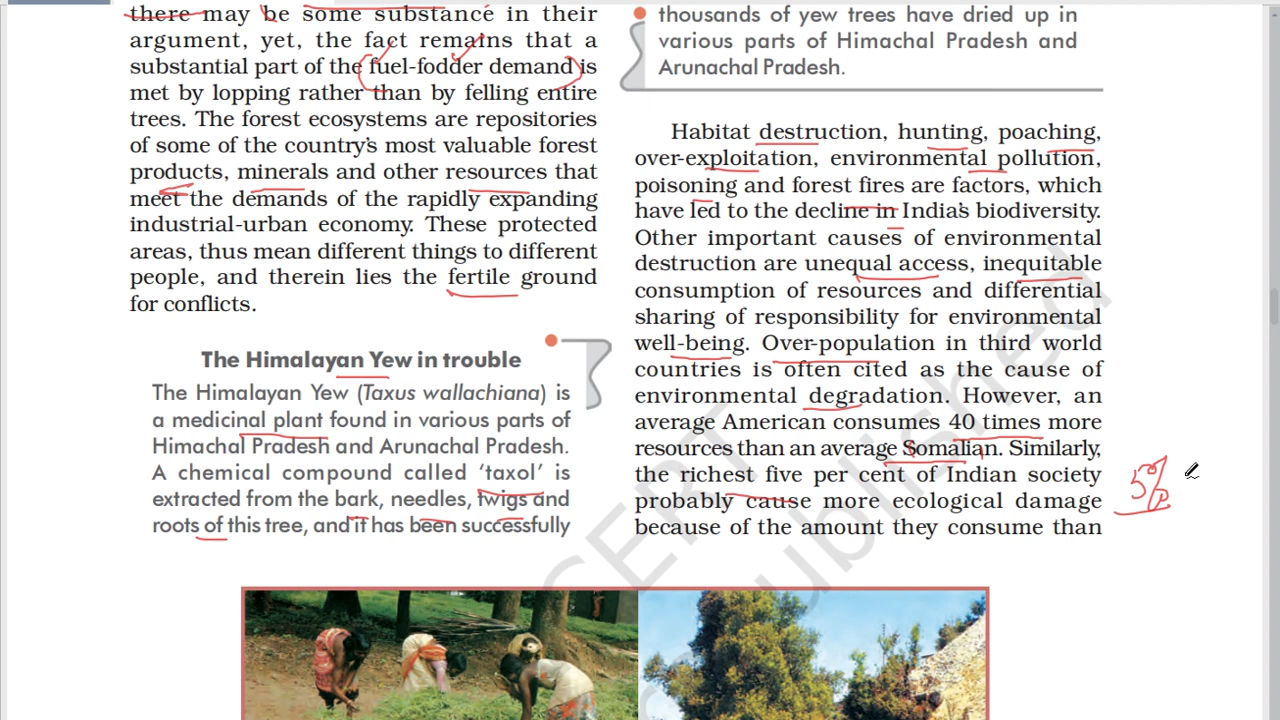 there may be some substance in their
argument, yet, the fact remains that a
substantial part of the fuel-fodder demand is
met by lopping rather than by felling entire
trees. The forest ecosystems are repositories
of some of the country's most valuable forest
products, minerals and other resources that
meet the demands of the rapidly expanding
industrial-urban economy. These protected
areas, thus mean different things to different
people, and therein lies the fertile ground
for conflicts.
The Himalayan Yew in trouble
The Himalayan Yew (Taxus wallachiana) is
a medicinal plant found in various parts of
Himachal Pradesh and Arunachal Pradesh.
A chemical compound called ‘taxol’ is
extracted from the bark, needles, twigs and
roots of this tree, and it has been successfully
thousands of yew trees have dried up in
various parts of Himachal Pradesh and
Arunachal Pradesh.
Habitat destruction, hunting, poaching,
over-exploitation, environmental pollution,
poisoning and forest fires are factors, which
have led to the decline in India's biodiversity.
Other important causes of environmental
destruction are unequal access, inequitable
consumption of resources and differential
sharing of responsibility for environmental
well-being. Over-population in third world
countries is often cited as the cause of
environmental degradation. However, an
average American consumes 40 times more
resources than an average Somalian. Similarly,
the richest five per cent of Indian society
probably cause more ecological damage
because of the amount they consume than
5%